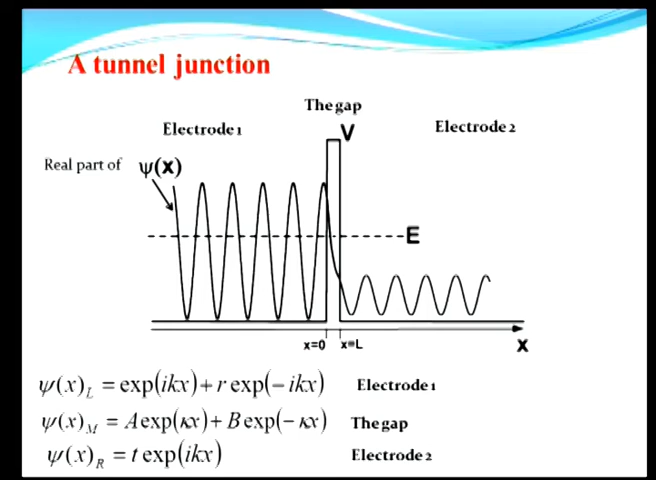 A tunnel junction
The gap
Electrode 1
V
Electrode 2
Real part of ψ(x)
E
x=0 x=L
x
ψ(x)_L = exp(ikx) + r exp(− ikx) Electrode 1
ψ(x)_M = A exp(κx) + B exp(− κx) The gap
ψ(x)_R = t exp(ikx) Electrode 2